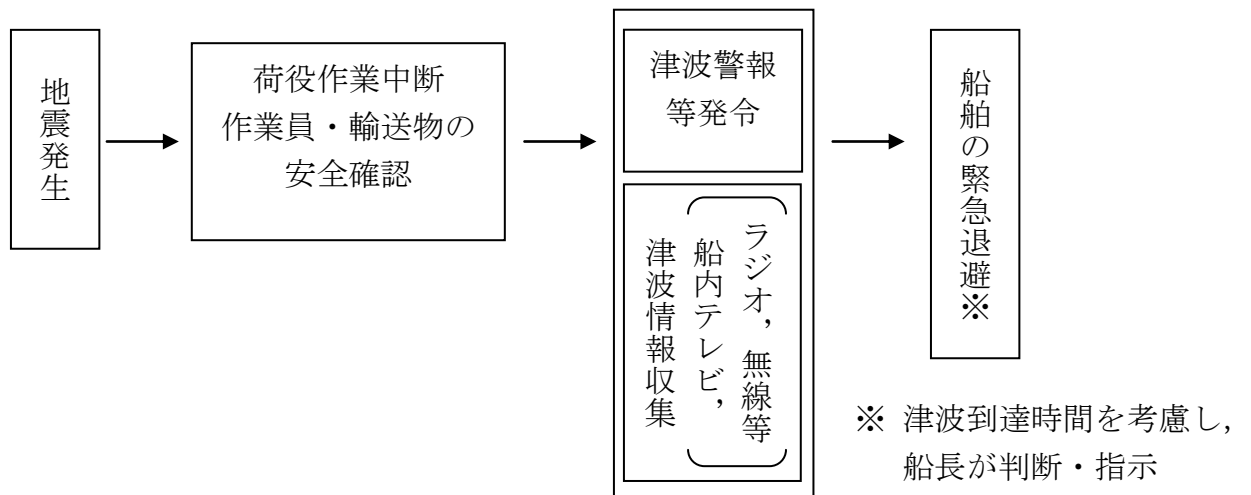 地震発生
荷役作業中断
作業員・輸送物の
安全確認
津波警報
等発令
津波情報収集
船内テレビ,
ラジオ, 無線等
船舶の緊急退避※
※ 津波到達時間を考慮し,
船長が判断・指示